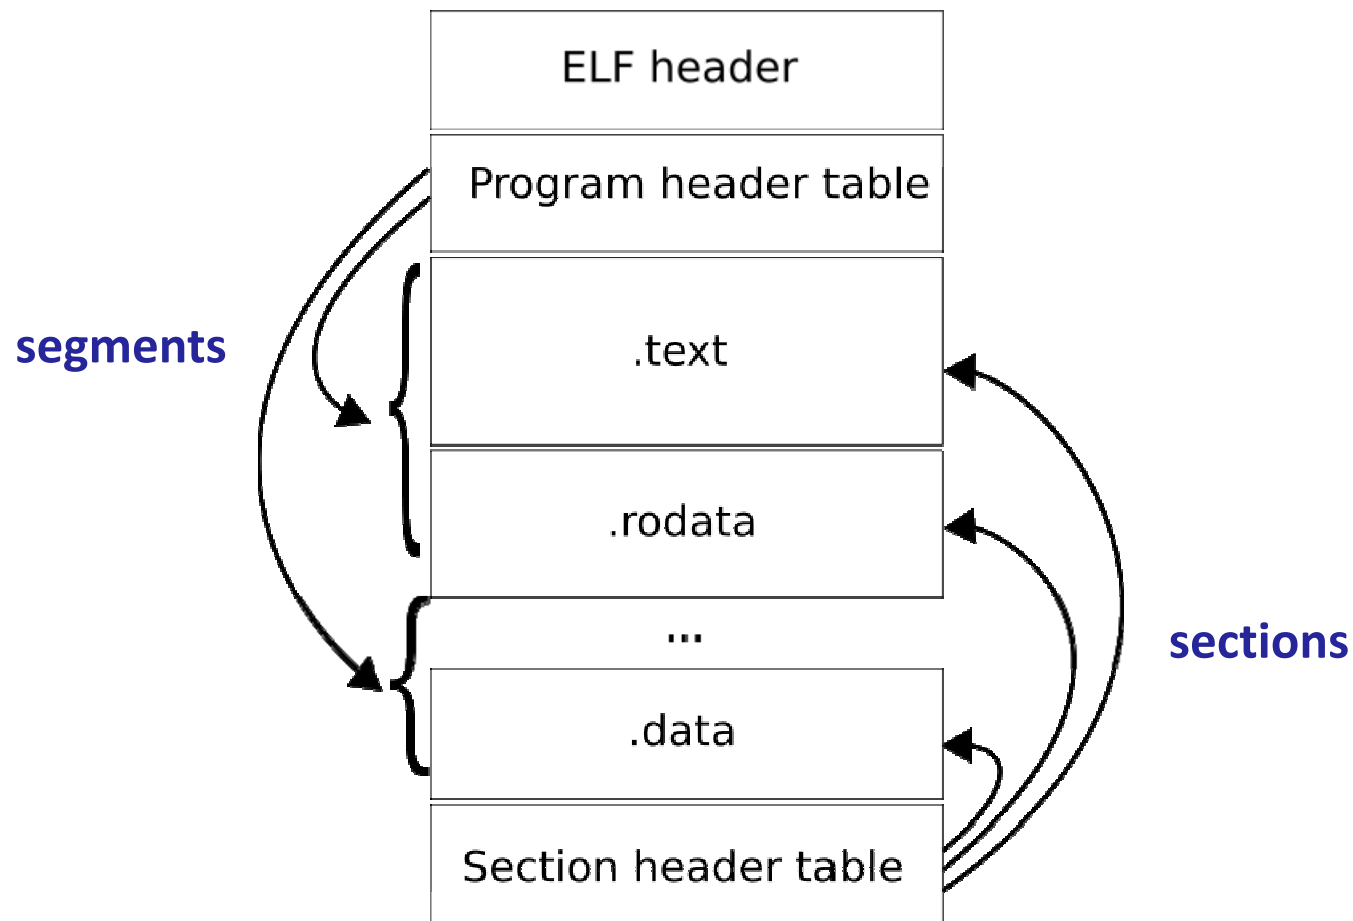 ELF header
Program header table
segments
.text
.rodata
...
sections
.data
Section header table